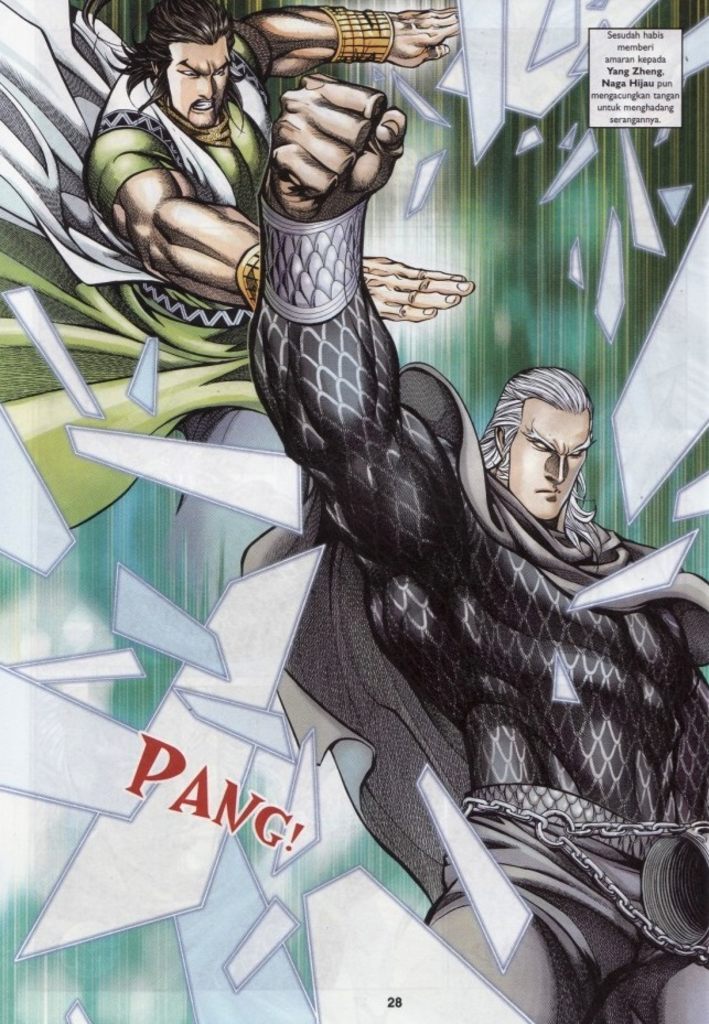 Sesudah habis
memberi
amaran kepada
Yang Zheng,
Naga Hijau pun
mengacungkan tangan
untuk menghadang
serangannya.
PANG!
28